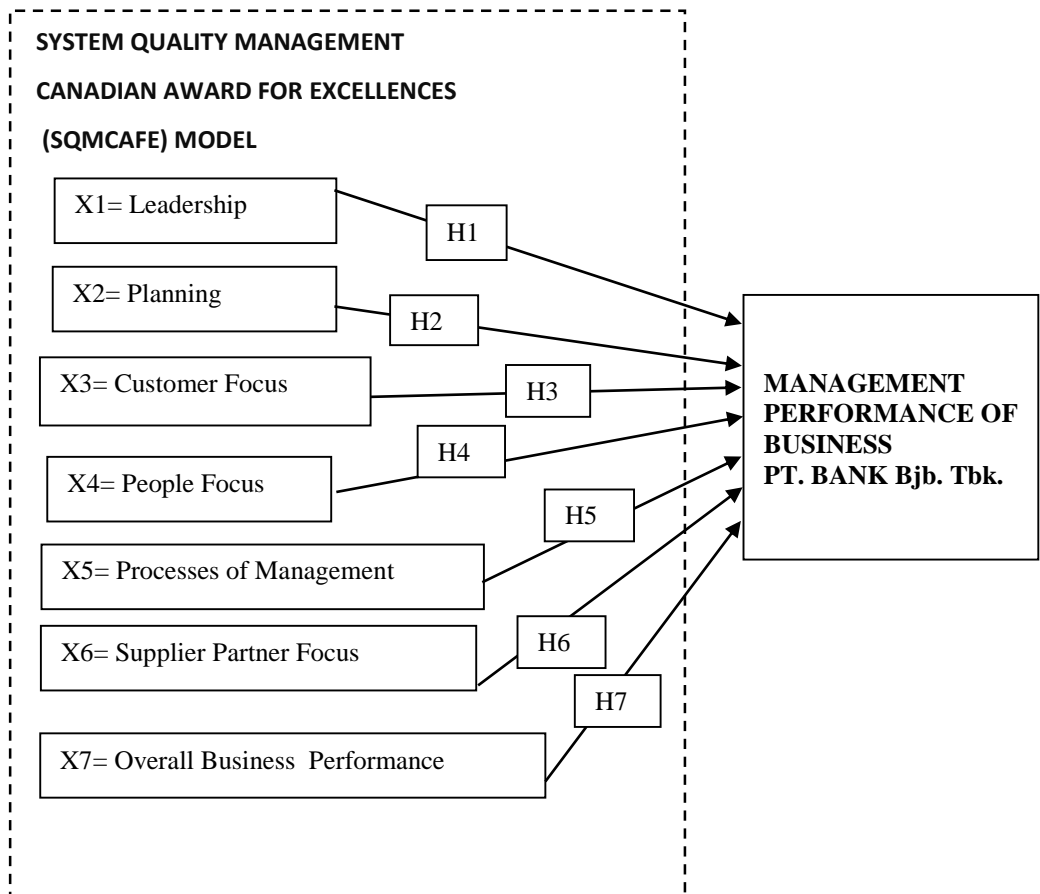 SYSTEM QUALITY MANAGEMENT
CANADIAN AWARD FOR EXCELLENCES
(SQMCAFE) MODEL
X1= Leadership
H1
X2= Planning
H2
X3= Customer Focus
H3
X4= People Focus
H4
X5= Processes of Management
H5
X6= Supplier Partner Focus
H6
X7= Overall Business Performance
H7
MANAGEMENT
PERFORMANCE OF
BUSINESS
PT. BANK Bjb. Tbk.